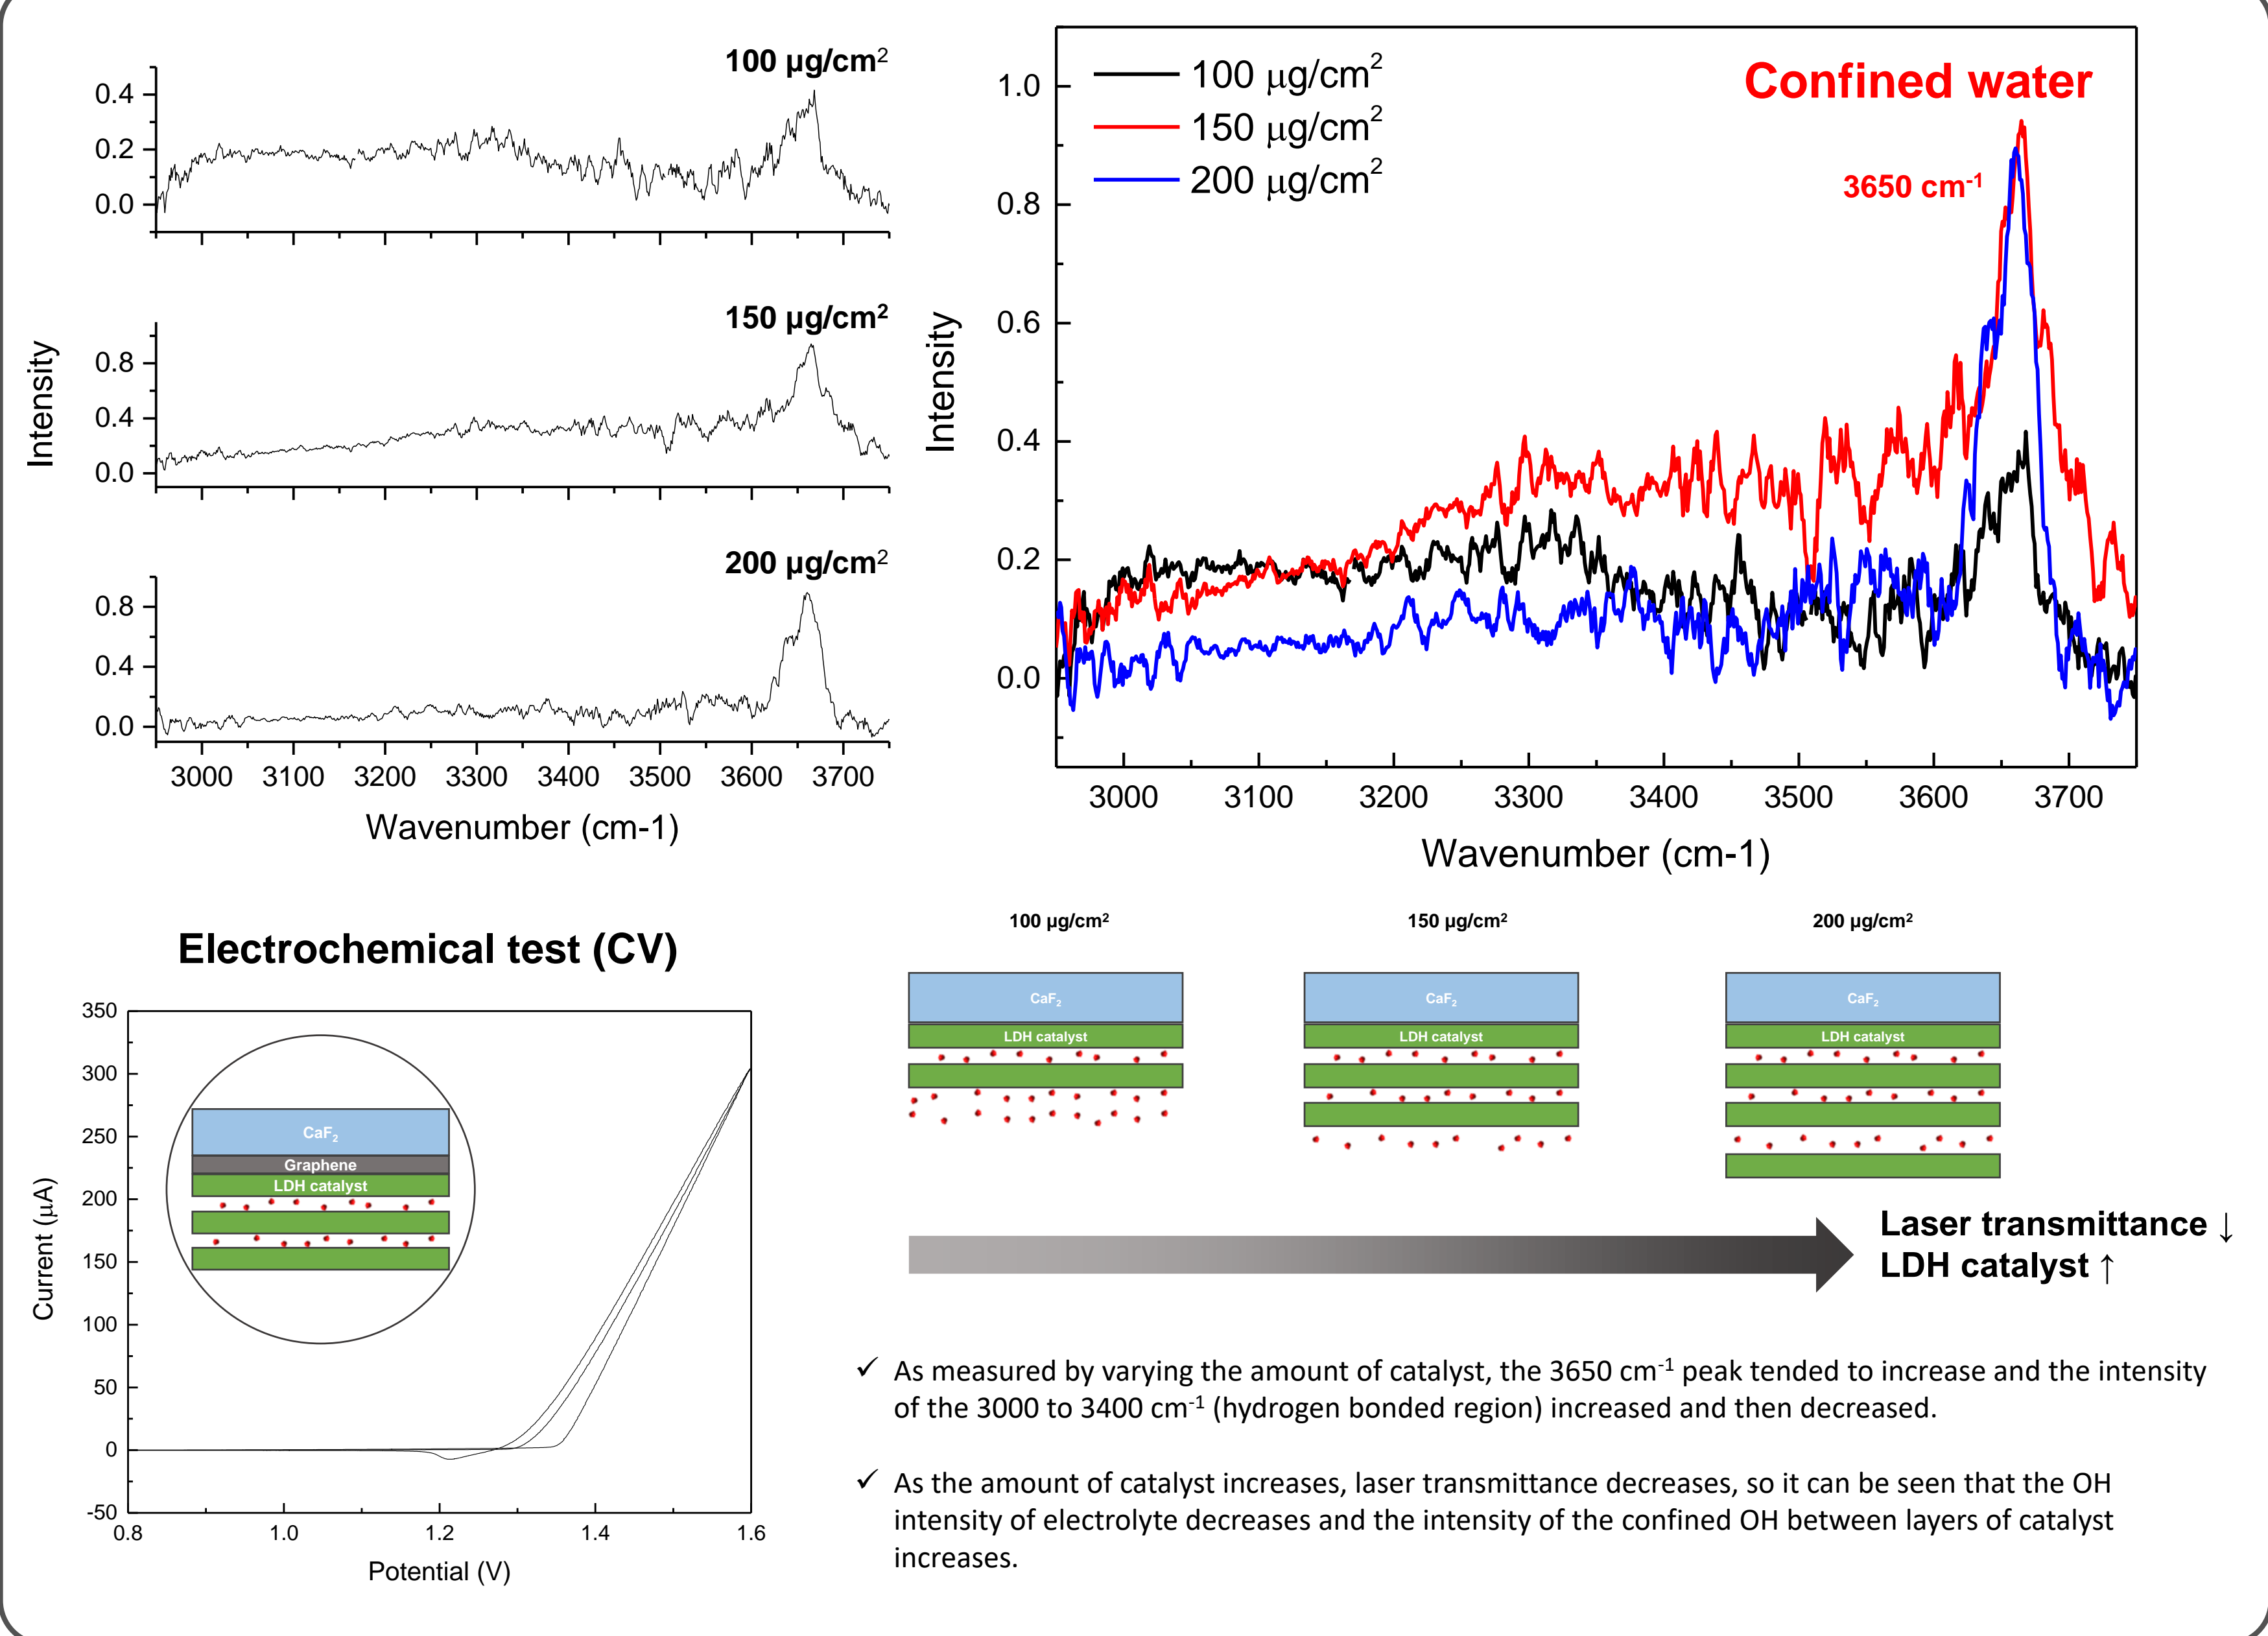 100 µg/cm²
0.4
0.2
0.0
150 µg/cm²
0.8
0.4
0.0
200 µg/cm²
0.8
0.4
0.0
Intensity
3000 3100 3200 3300 3400 3500 3600 3700
Wavenumber (cm-1)
100 µg/cm²
150 µg/cm²
200 µg/cm²
Confined water
3650 cm⁻¹
1.0
0.8
0.6
0.4
0.2
0.0
Intensity
3000 3100 3200 3300 3400 3500 3600 3700
Wavenumber (cm-1)
Electrochemical test (CV)
350
300
250
200
150
100
50
0
-50
Current (µA)
CaF₂
Graphene
LDH catalyst
0.8 1.0 1.2 1.4 1.6
Potential (V)
100 µg/cm² 150 µg/cm² 200 µg/cm²
CaF₂ CaF₂ CaF₂
LDH catalyst LDH catalyst LDH catalyst
Laser transmittance ↓
LDH catalyst ↑
✓ As measured by varying the amount of catalyst, the 3650 cm⁻¹ peak tended to increase and the intensity
of the 3000 to 3400 cm⁻¹ (hydrogen bonded region) increased and then decreased.
✓ As the amount of catalyst increases, laser transmittance decreases, so it can be seen that the OH
intensity of electrolyte decreases and the intensity of the confined OH between layers of catalyst
increases.